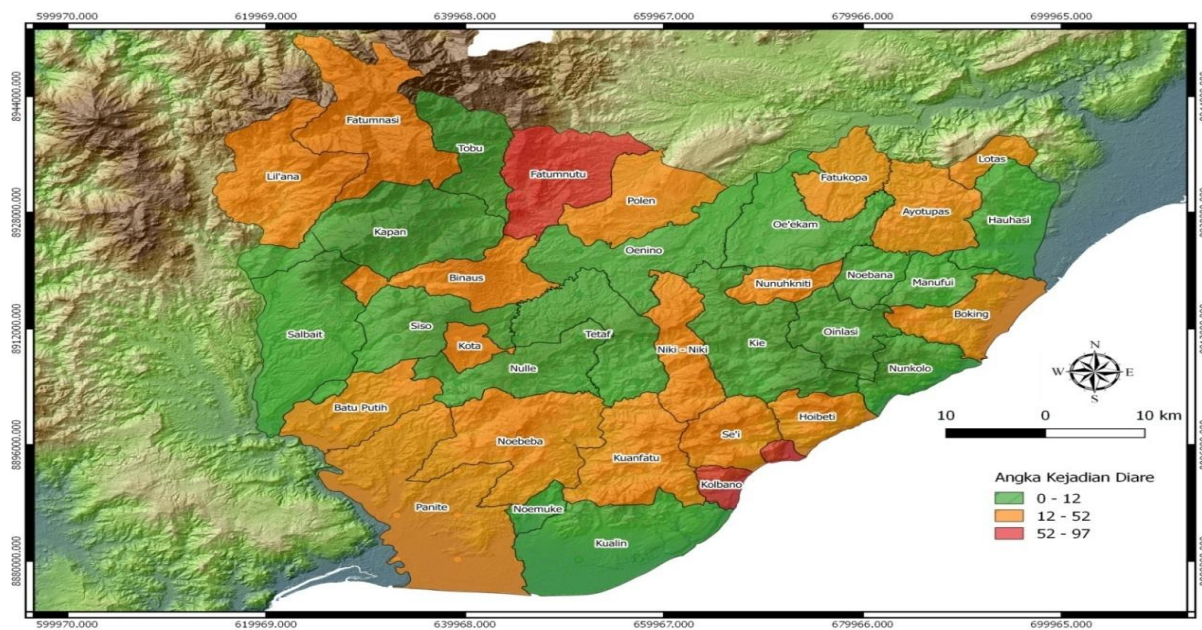 599970.000 619969.000 639968.000 659967.000 679966.000 699965.000
8944000.000
8928000.000
8912000.000
8896000.000
8880000.000
Fatumnasi
Tobu
Lil'ana
Fatumnutu
Polen
Fatukopa
Lotas
Ayotupas
Hauhasi
Kapan
Oenino
Oe'ekam
Binaus
Nunuhkniti
Noebana
Manufui
Boking
Salbait
Siso
Kota
Tetaf
Niki - Niki
Kie
Oinlasi
Nulle
Nunkolo
Batu Putih
Noebeba
Kuanfatu
Se'i
Hoibeti
Kolbano
Panite
Noemuke
Kualin
N
W E
S
10 0 10 km
Angka Kejadian Diare
0 - 12
12 - 52
52 - 97
599970.000 619969.000 639968.000 659967.000 679966.000 699965.000